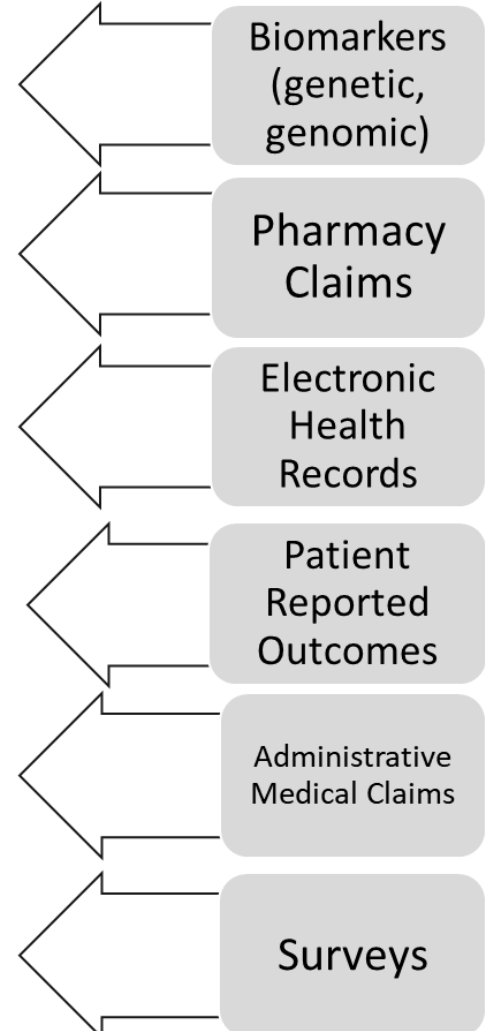 Biomarkers
(genetic,
genomic)
Pharmacy
Claims
Electronic
Health
Records
Patient
Reported
Outcomes
Administrative
Medical Claims
Surveys